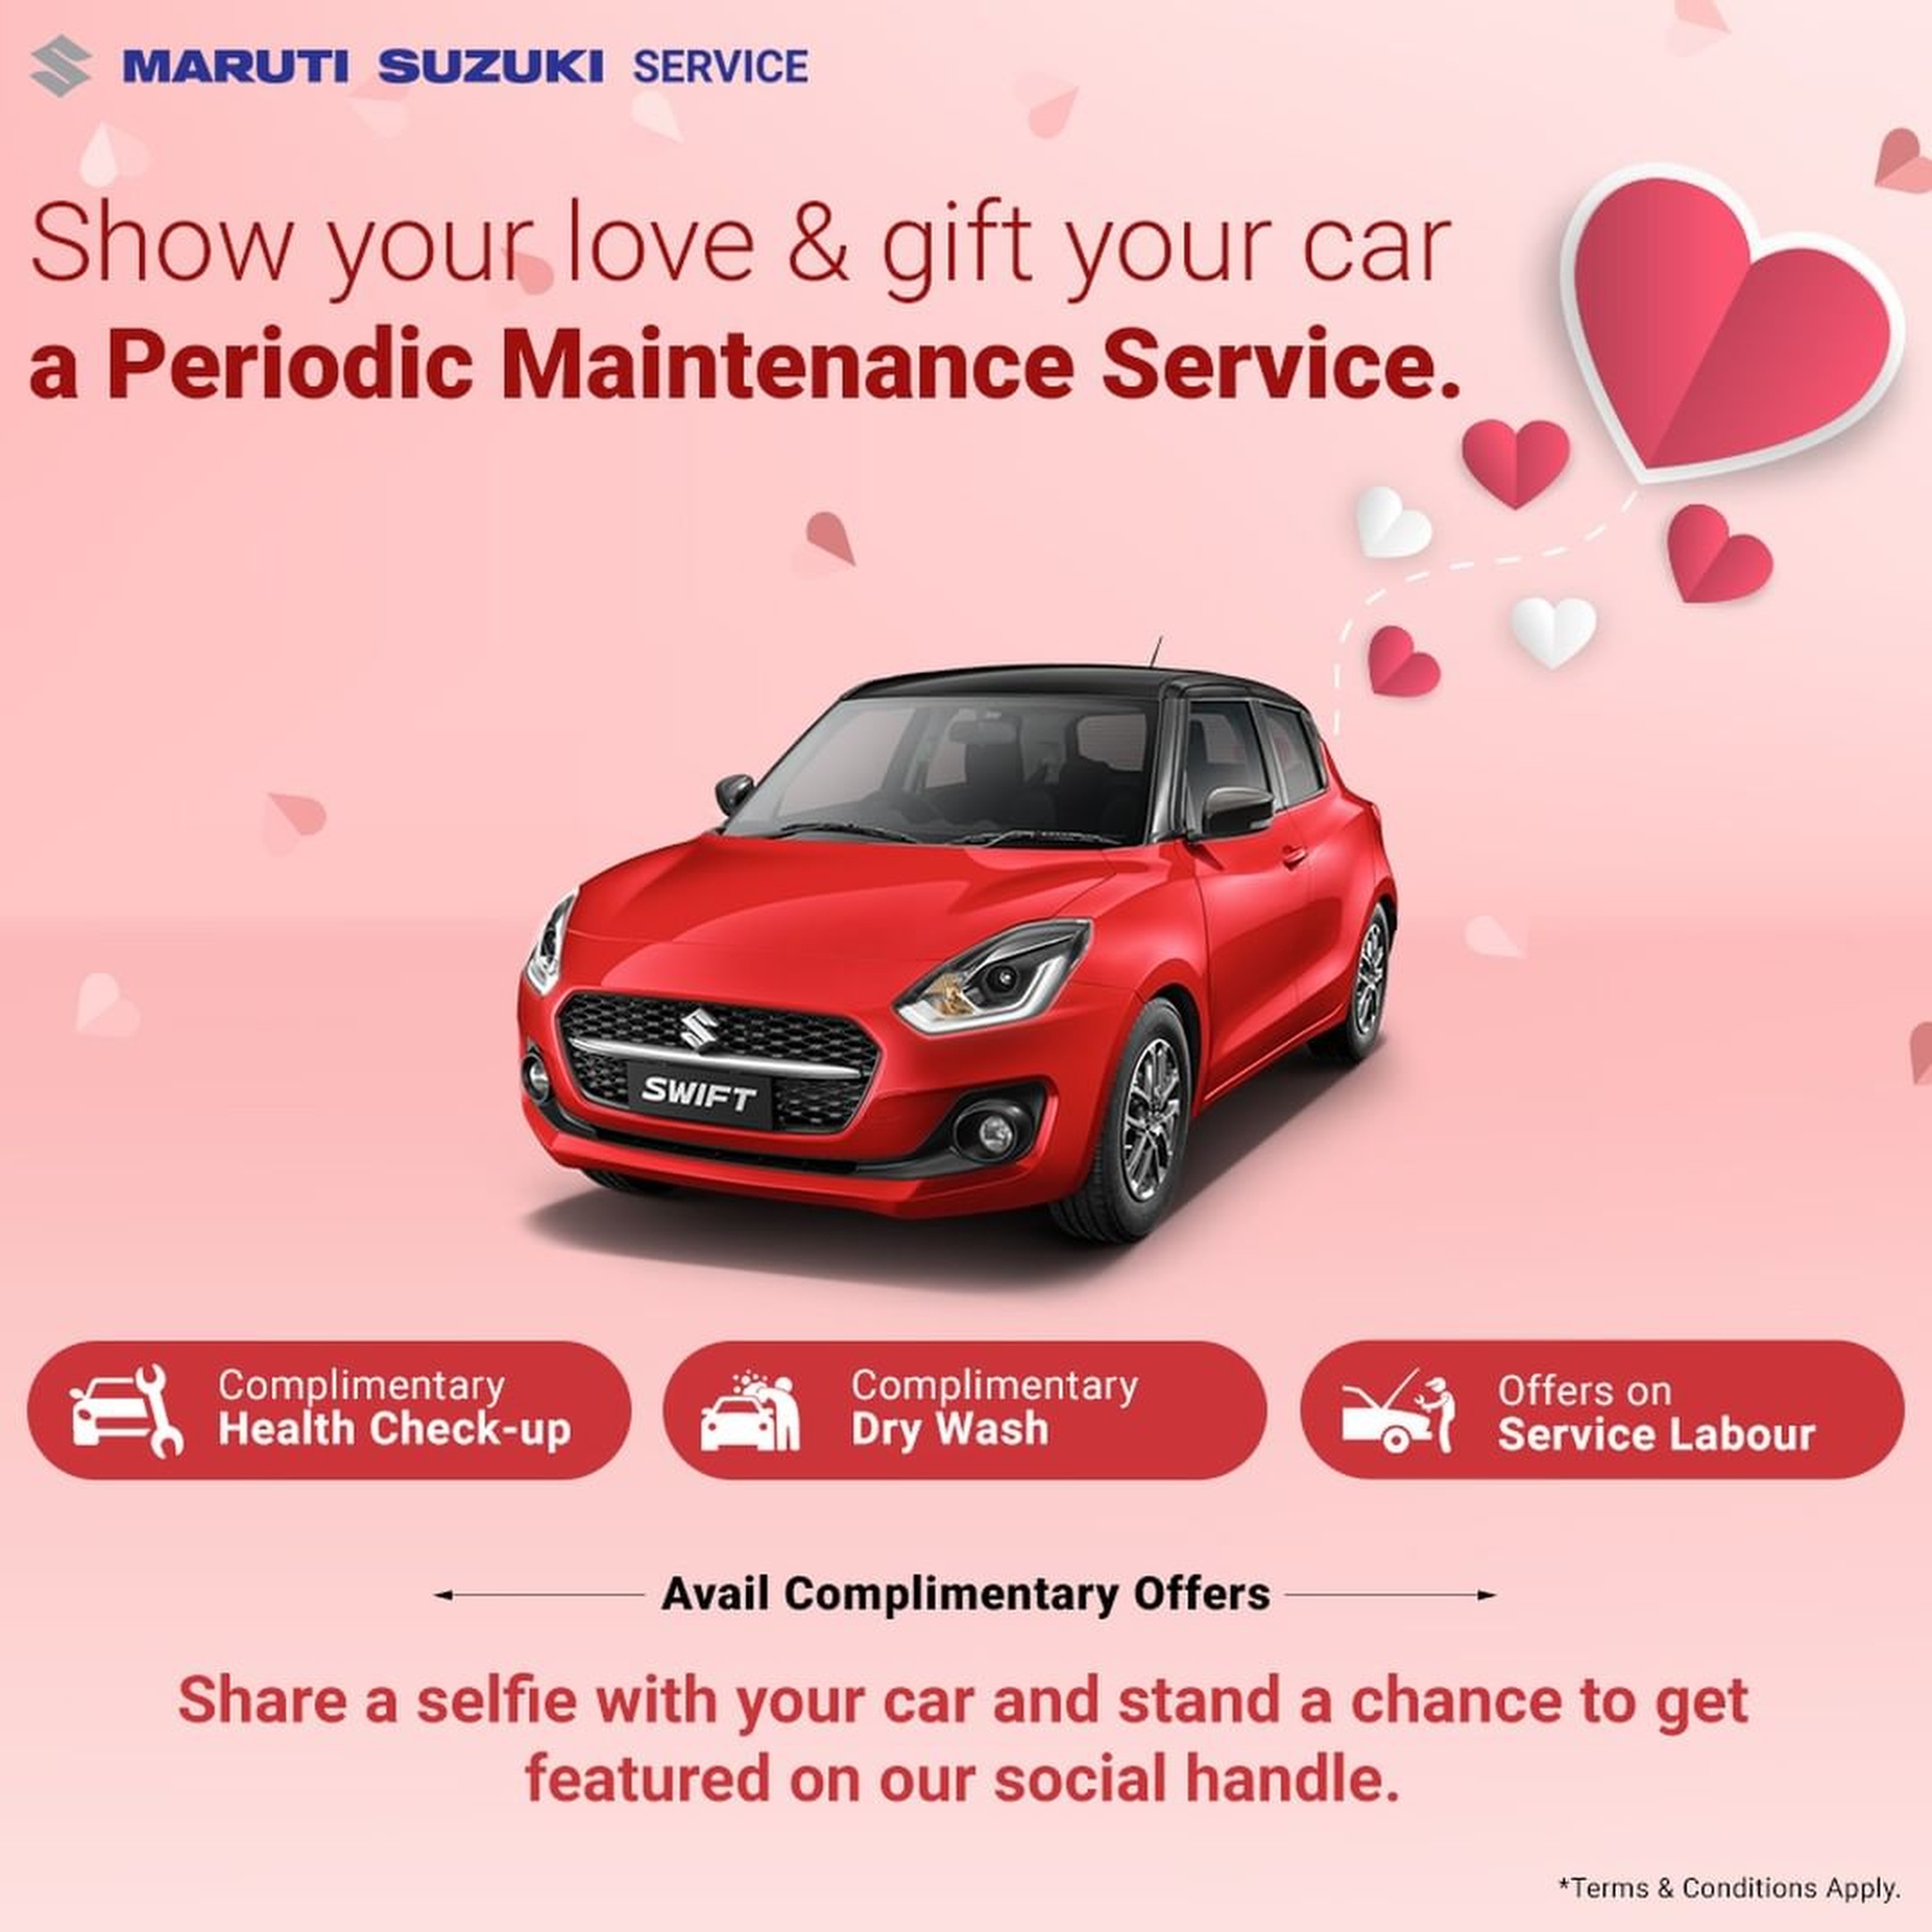 MARUTI SUZUKI SERVICE
Show your love & gift your car
a Periodic Maintenance Service.
SWIFT
Complimentary
Health Check-up
Complimentary
Dry Wash
Offers on
Service Labour
Avail Complimentary Offers
Share a selfie with your car and stand a chance to get
featured on our social handle.
*Terms & Conditions Apply.